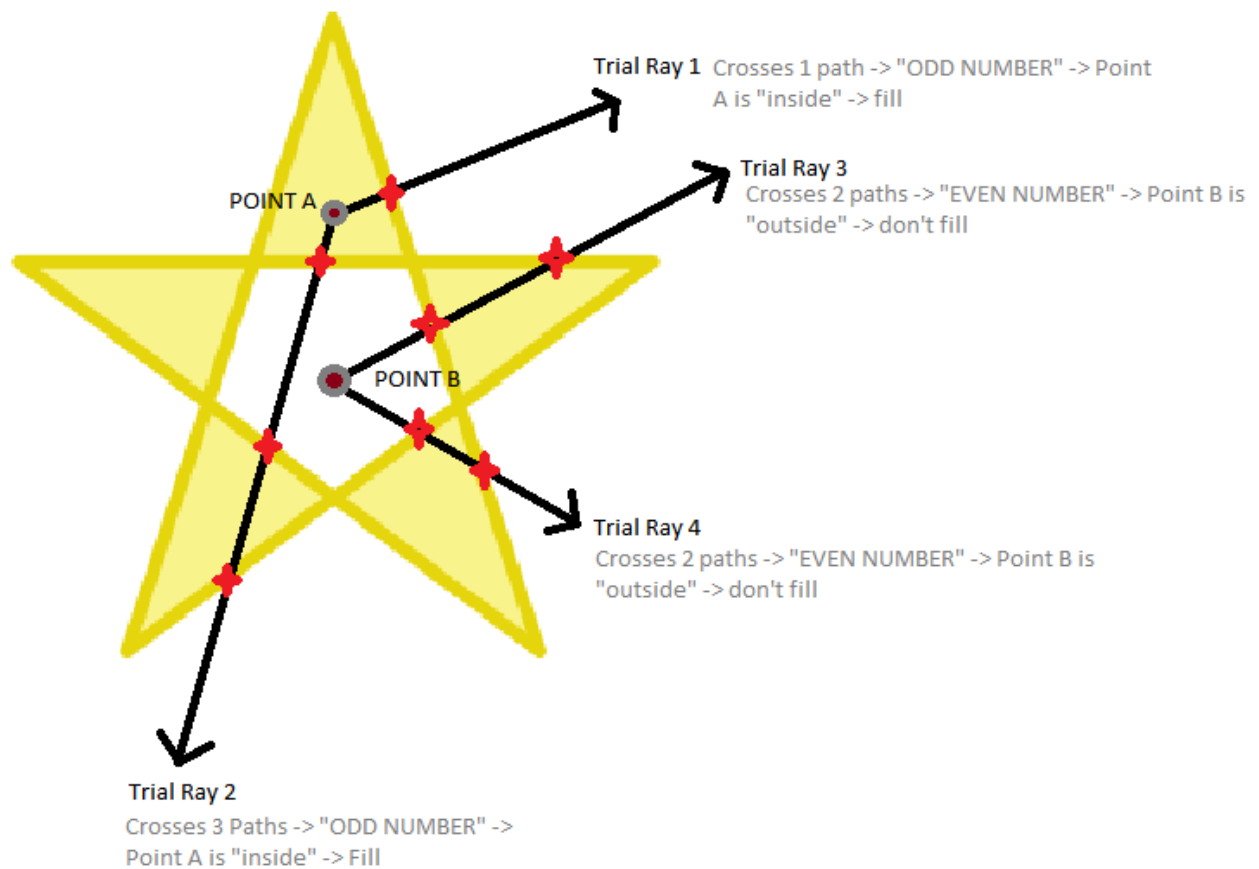 Trial Ray 1 Crosses 1 path -> "ODD NUMBER" -> Point
A is "inside" -> fill
Trial Ray 3
Crosses 2 paths -> "EVEN NUMBER" -> Point B is
"outside" -> don't fill
POINT A
POINT B
Trial Ray 4
Crosses 2 paths -> "EVEN NUMBER" -> Point B is
"outside" -> don't fill
Trial Ray 2
Crosses 3 Paths -> "ODD NUMBER" ->
Point A is "inside" -> Fill